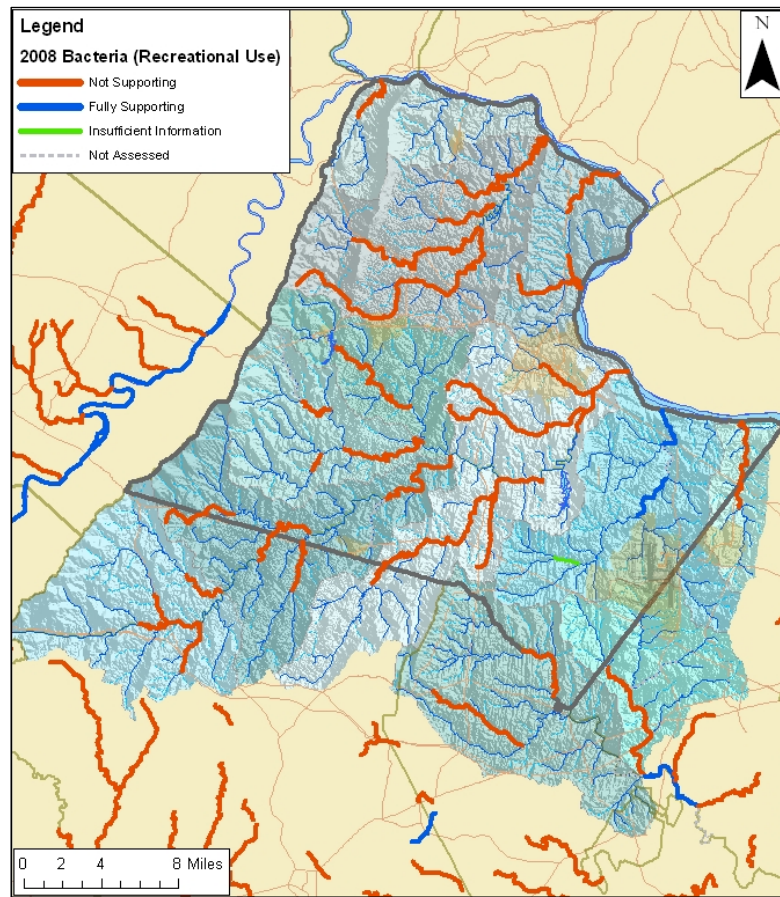 Legend
2008 Bacteria (Recreational Use)
Not Supporting
Fully Supporting
Insufficient Information
Not Assessed
N
0 2 4 8 Miles